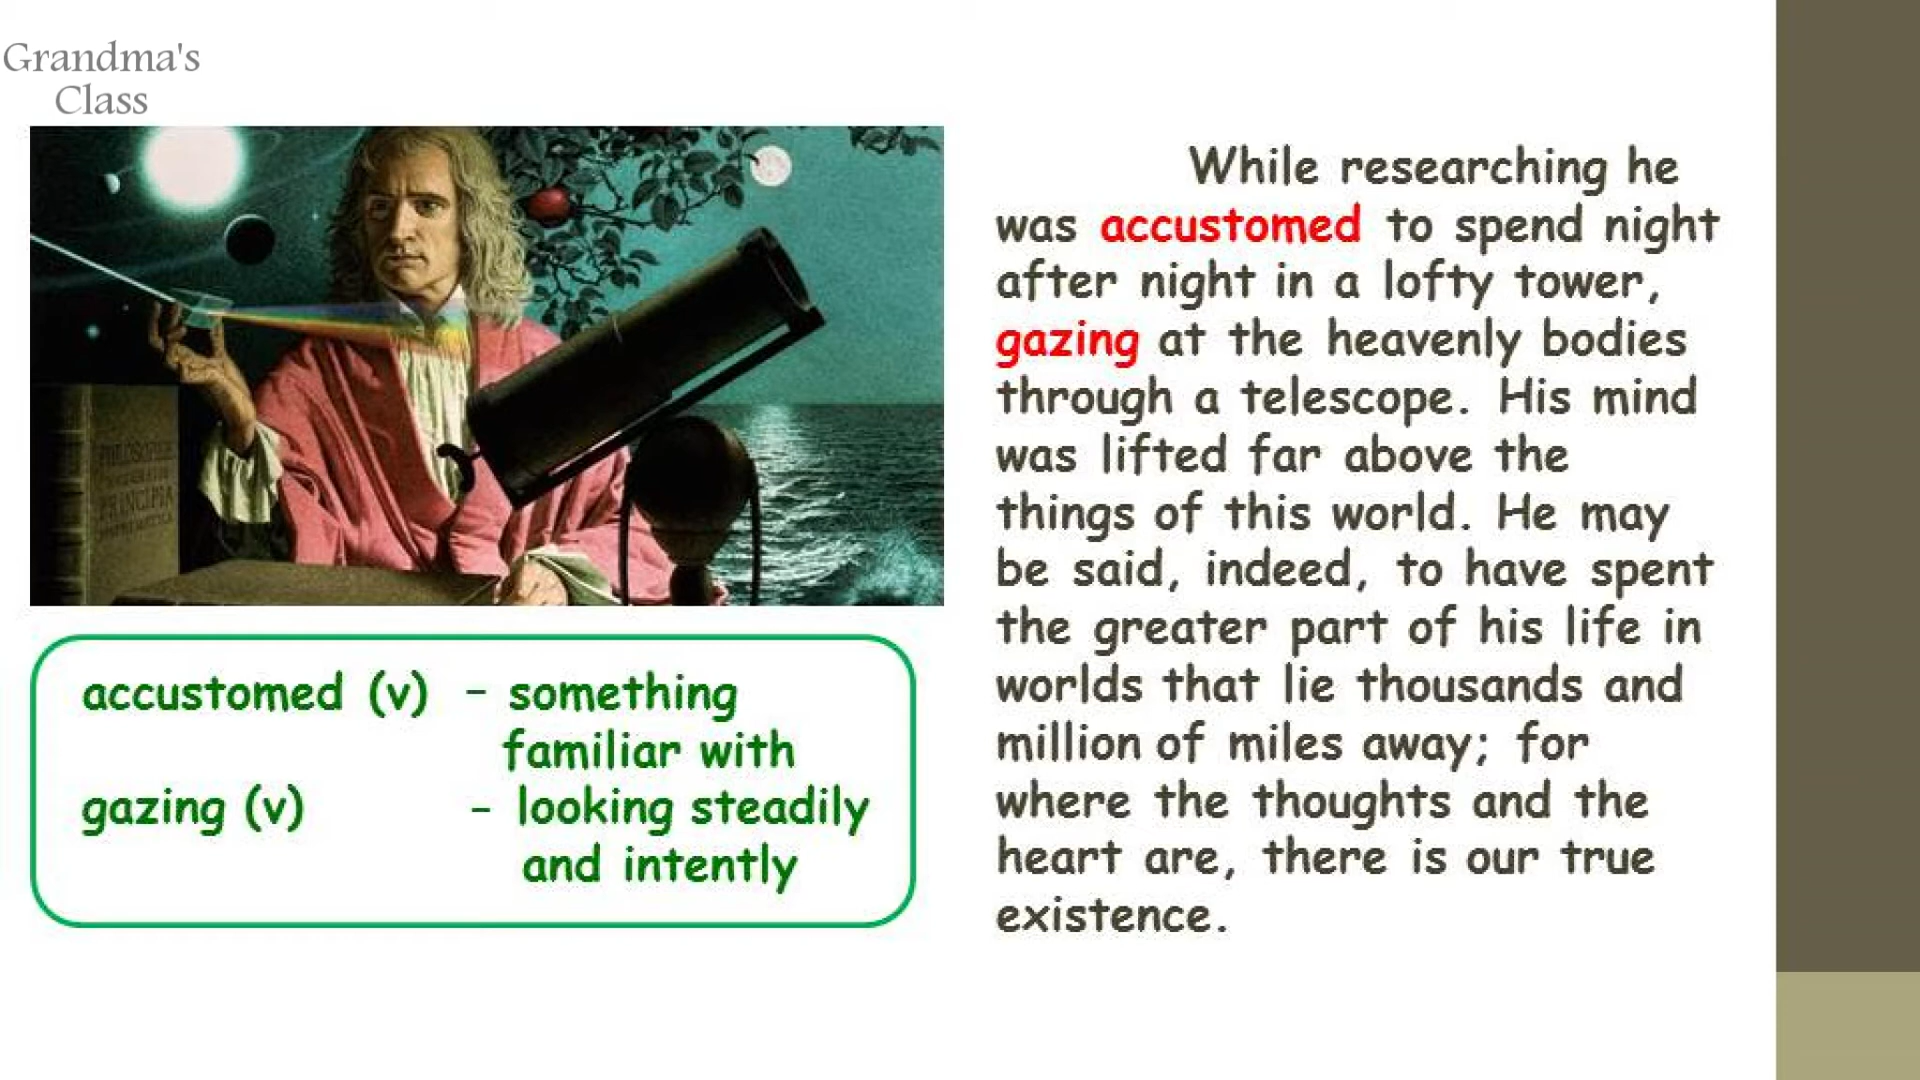 Grandma's
Class
While researching he
was accustomed to spend night
after night in a lofty tower,
gazing at the heavenly bodies
through a telescope. His mind
was lifted far above the
things of this world. He may
be said, indeed, to have spent
the greater part of his life in
worlds that lie thousands and
million of miles away; for
where the thoughts and the
heart are, there is our true
existence.
PRINCIPIA
accustomed (v) - something
familiar with
gazing (v) - looking steadily
and intently